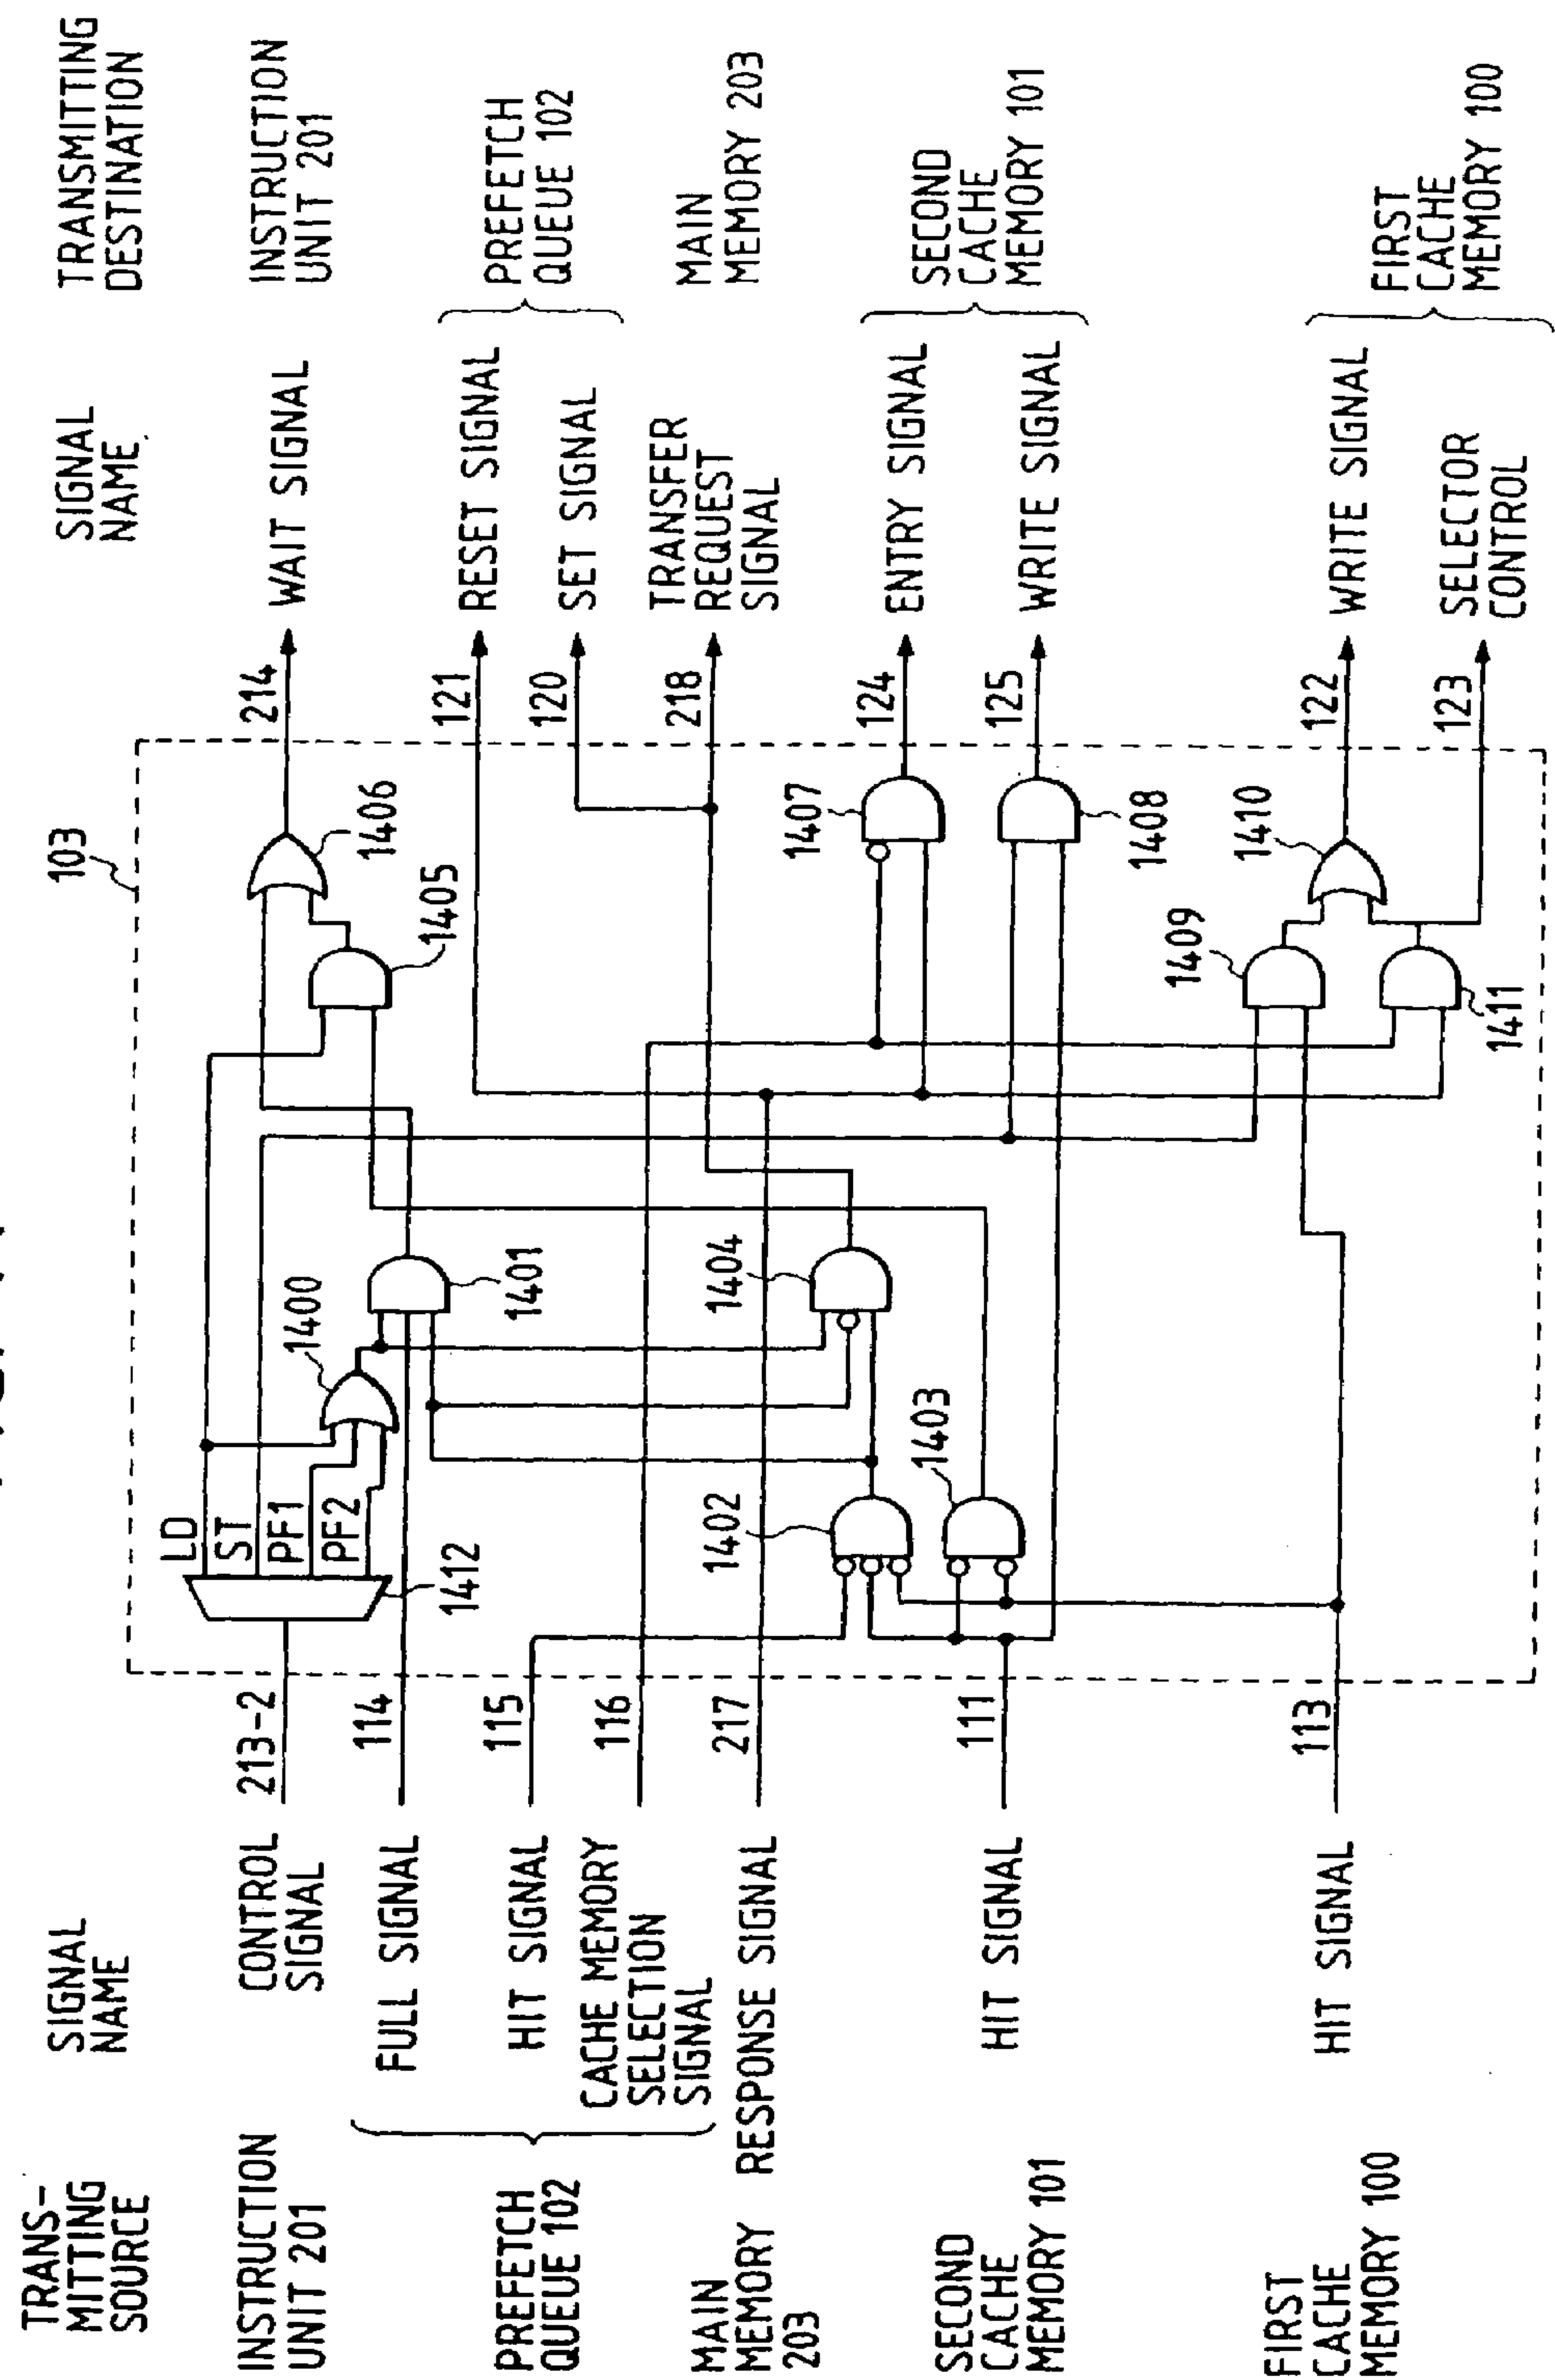 TRANS-
MITTING
SOURCE
SIGNAL
NAME
SIGNAL
NAME
TRANSMITTING
DESTINATION
INSTRUCTION
UNIT 201
CONTROL
SIGNAL
213-2
FULL SIGNAL
114
PREFETCH
QUEUE 102
HIT SIGNAL
115
CACHE MEMORY
SELECTION
SIGNAL
116
MAIN
MEMORY
203
RESPONSE SIGNAL
217
SECOND
CACHE
MEMORY 101
HIT SIGNAL
111
FIRST
CACHE
MEMORY 100
HIT SIGNAL
113
103
LD
ST
PF1
PF2
1412
1400
1401
1402
1403
1404
1405
1406
1407
1408
1409
1410
1411
214
WAIT SIGNAL
INSTRUCTION
UNIT 201
121
RESET SIGNAL
120
SET SIGNAL
PREFETCH
QUEUE 102
218
TRANSFER
REQUEST
SIGNAL
MAIN
MEMORY 203
124
ENTRY SIGNAL
125
WRITE SIGNAL
SECOND
CACHE
MEMORY 101
122
WRITE SIGNAL
123
SELECTOR
CONTROL
FIRST
CACHE
MEMORY 100